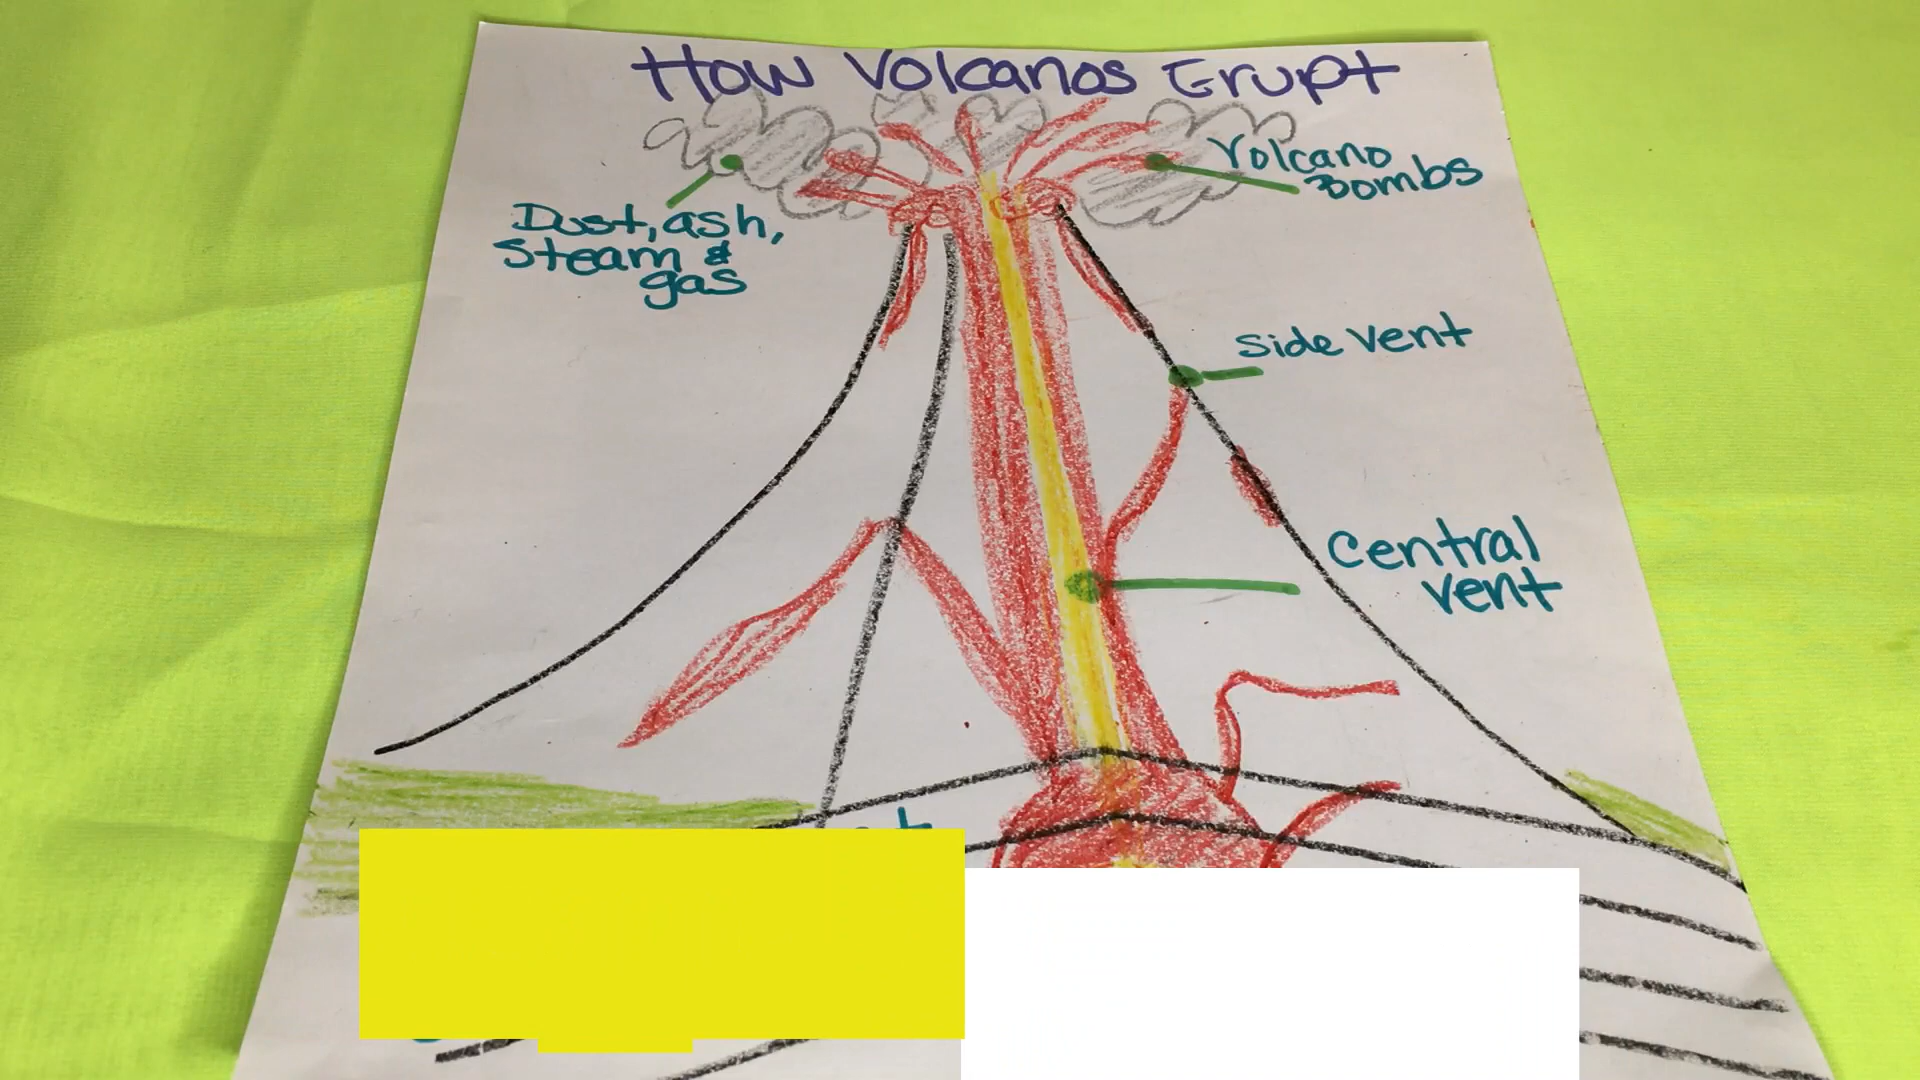 How Volcanos Erupt
Volcano
Bombs
Dust, ash,
Steam &
gas
Side vent
Central
vent